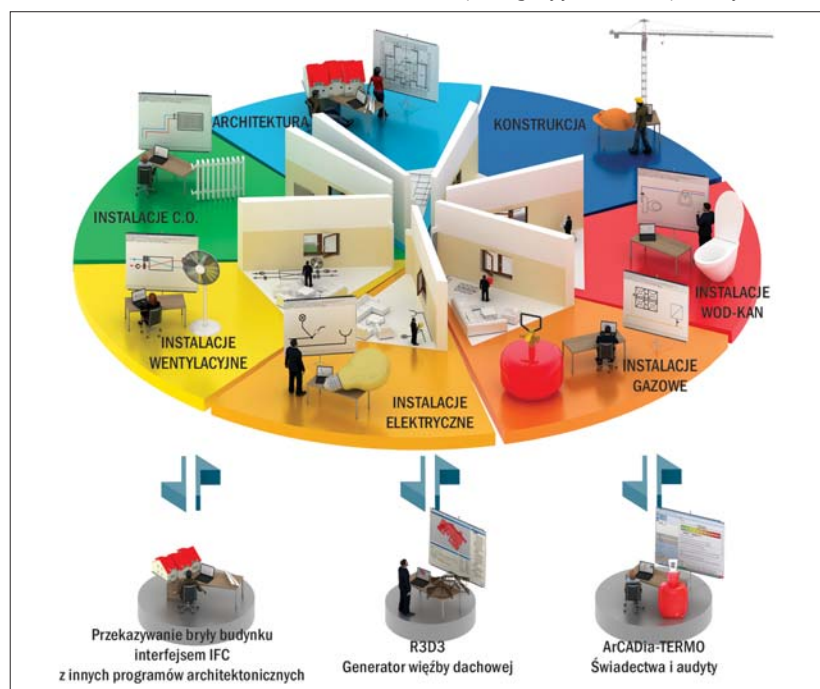 ARCHITEKTURA
KONSTRUKCJA
INSTALACJE C.O.
INSTALACJE
WOD-KAN
INSTALACJE
WENTYLACYJNE
INSTALACJE
GAZOWE
INSTALACJE
ELEKTRYCZNE
Przekazywanie bryły budynku
interfejsem IFC
z innych programów architektonicznych
R3D3
Generator więźby dachowej
ArCADia-TERMO
Świadectwa i audyty